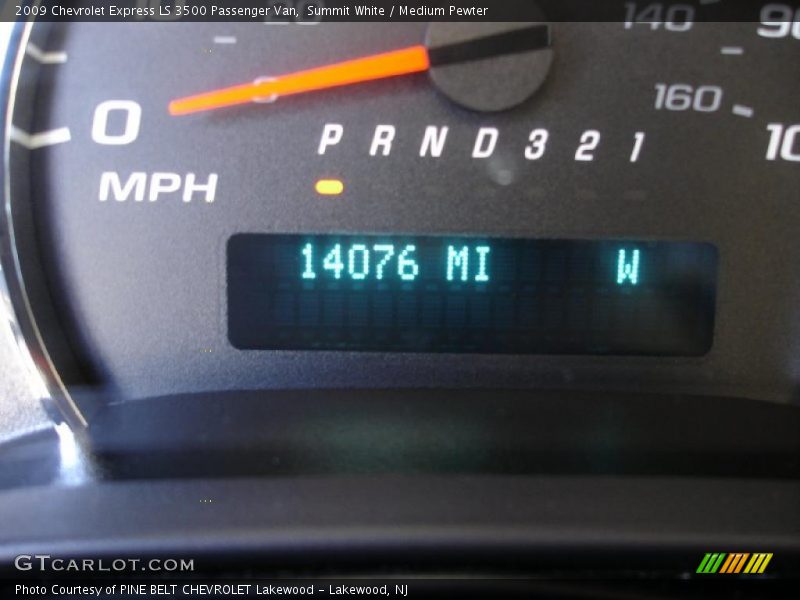 2009 Chevrolet Express LS 3500 Passenger Van, Summit White / Medium Pewter
140
160
0
MPH
P R N D 3 2 1
14076 MI W
GTCARLOT.COM
Photo Courtesy of PINE BELT CHEVROLET Lakewood - Lakewood, NJ